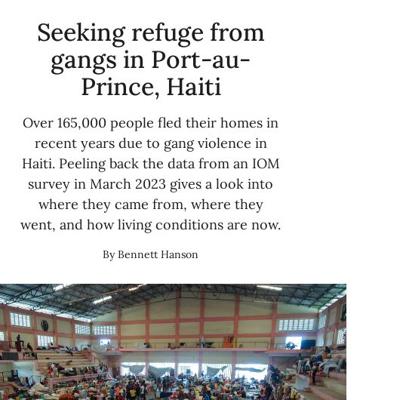 Seeking refuge from
gangs in Port-au-
Prince, Haiti
Over 165,000 people fled their homes in
recent years due to gang violence in
Haiti. Peeling back the data from an IOM
survey in March 2023 gives a look into
where they came from, where they
went, and how living conditions are now.
By Bennett Hanson